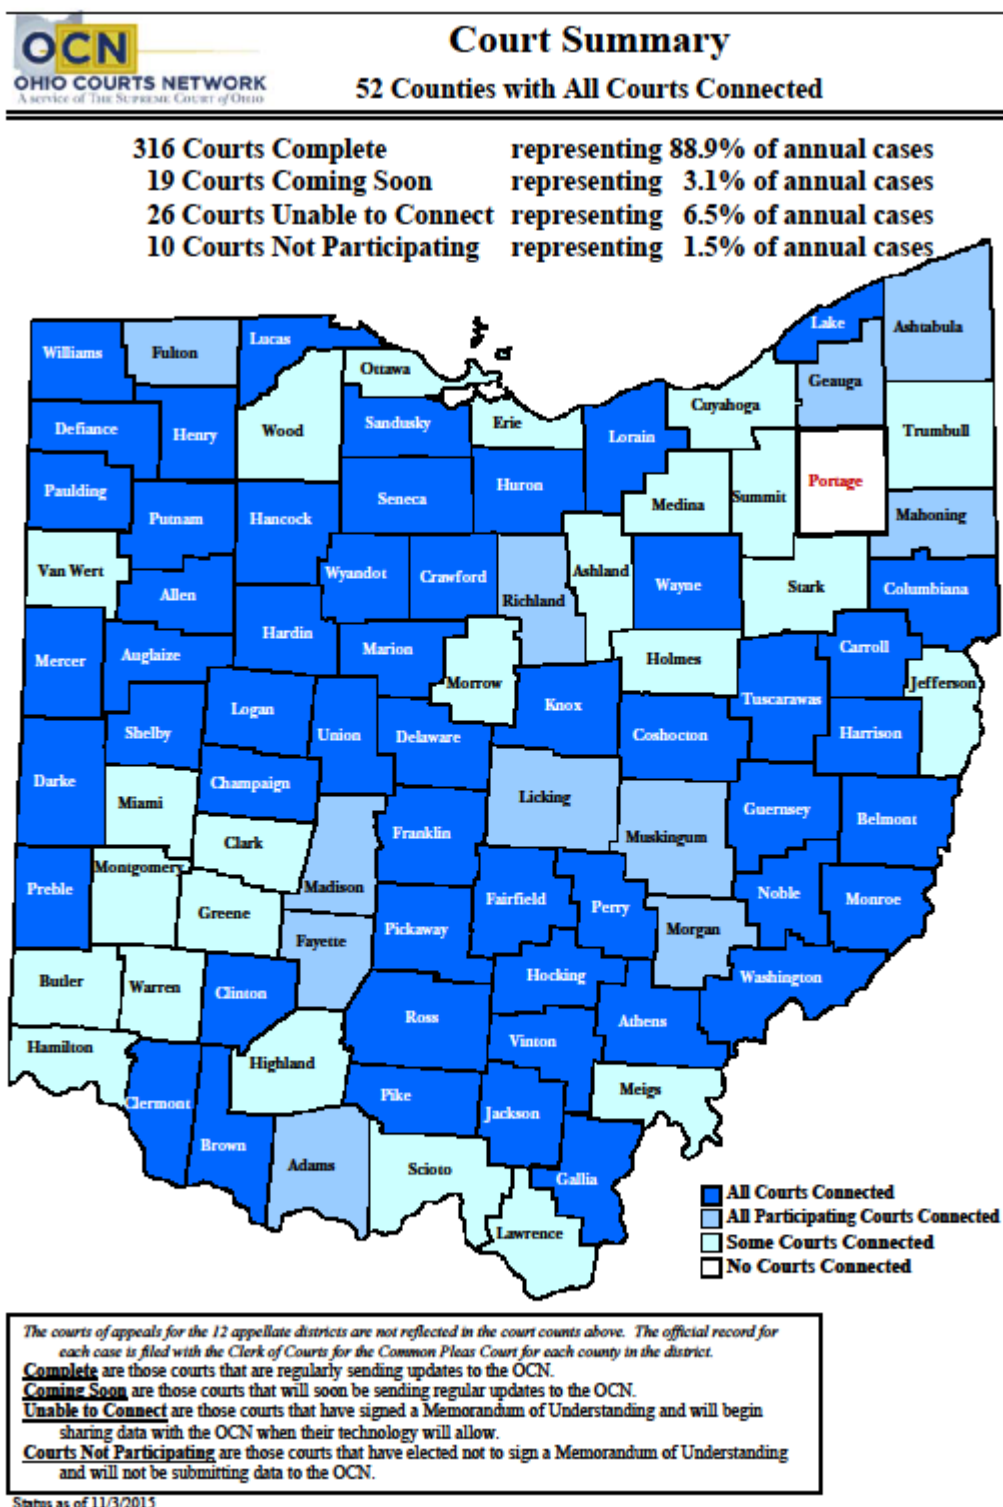 OCN
OHIO COURTS NETWORK
A service of THE SUPREME COURT of OHIO
Court Summary
52 Counties with All Courts Connected
316 Courts Complete representing 88.9% of annual cases
19 Courts Coming Soon representing 3.1% of annual cases
26 Courts Unable to Connect representing 6.5% of annual cases
10 Courts Not Participating representing 1.5% of annual cases
Williams
Fulton
Lucas
Ottawa
Lake
Ashtabula
Geauga
Defiance
Henry
Wood
Sandusky
Erie
Lorain
Cuyahoga
Trumbull
Paulding
Putnam
Hancock
Seneca
Huron
Medina
Summit
Portage
Mahoning
Van Wert
Allen
Wyandot
Crawford
Richland
Ashland
Wayne
Stark
Columbiana
Mercer
Auglaize
Hardin
Marion
Morrow
Holmes
Carroll
Jefferson
Shelby
Logan
Union
Delaware
Knox
Coshocton
Tuscarawas
Harrison
Darke
Miami
Champaign
Clark
Franklin
Licking
Muskingum
Guernsey
Belmont
Preble
Montgomery
Greene
Madison
Fayette
Pickaway
Fairfield
Perry
Morgan
Noble
Monroe
Butler
Warren
Clinton
Ross
Hocking
Athens
Washington
Hamilton
Highland
Vinton
Meigs
Clermont
Brown
Adams
Pike
Jackson
Scioto
Gallia
Lawrence
All Courts Connected
All Participating Courts Connected
Some Courts Connected
No Courts Connected
The courts of appeals for the 12 appellate districts are not reflected in the court counts above. The official record for
each case is filed with the Clerk of Courts for the Common Pleas Court for each county in the district.
Complete are those courts that are regularly sending updates to the OCN.
Coming Soon are those courts that will soon be sending regular updates to the OCN.
Unable to Connect are those courts that have signed a Memorandum of Understanding and will begin
sharing data with the OCN when their technology will allow.
Courts Not Participating are those courts that have elected not to sign a Memorandum of Understanding
and will not be submitting data to the OCN.
Status as of 11/3/2015